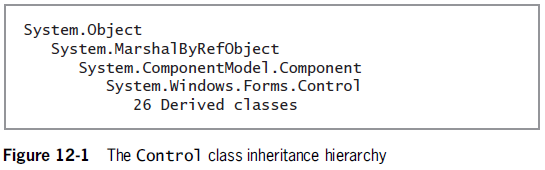 System.Object
System.MarshalByRefObject
System.ComponentModel.Component
System.Windows.Forms.Control
26 Derived classes
Figure 12-1 The Control class inheritance hierarchy